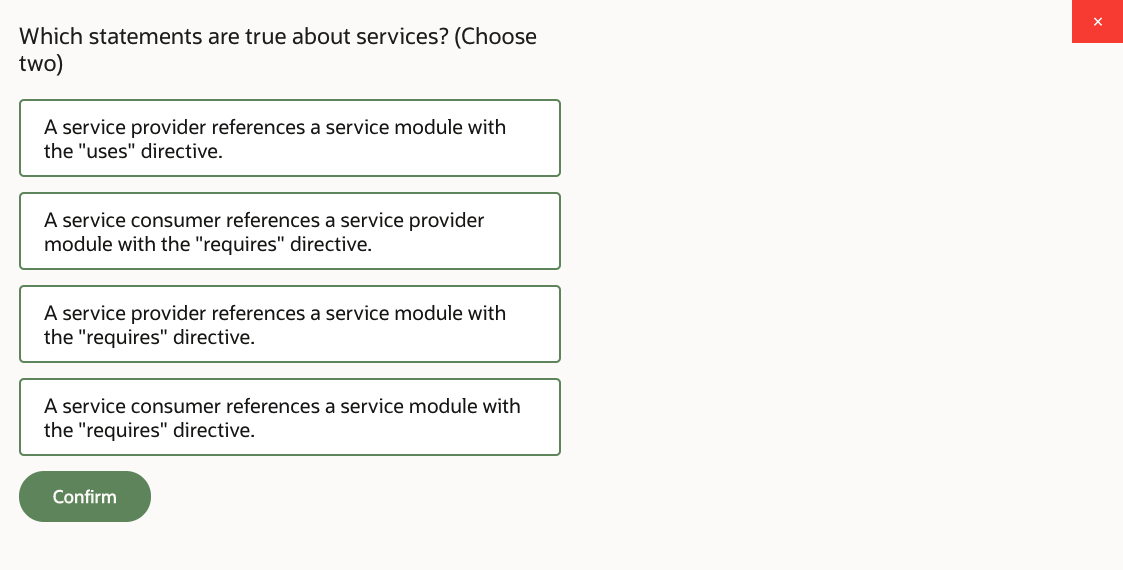 Which statements are true about services? (Choose
two)
×
A service provider references a service module with
the "uses" directive.
A service consumer references a service provider
module with the "requires" directive.
A service provider references a service module with
the "requires" directive.
A service consumer references a service module with
the "requires" directive.
Confirm